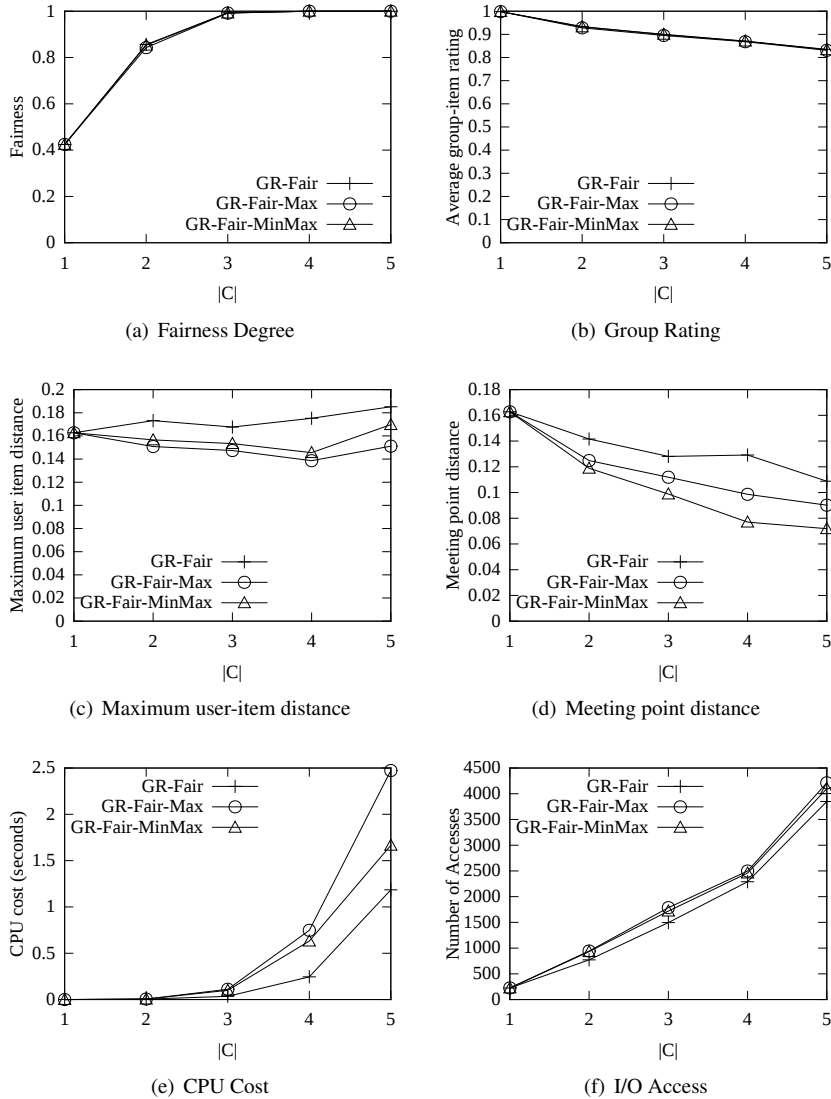 1
0.8
0.6
0.4
0.2
0
Fairness
GR-Fair
GR-Fair-Max
GR-Fair-MinMax
1 2 3 4 5
|C|
(a) Fairness Degree
1
0.9
0.8
0.7
0.6
0.5
0.4
0.3
0.2
0.1
0
Average group-item rating
GR-Fair
GR-Fair-Max
GR-Fair-MinMax
1 2 3 4 5
|C|
(b) Group Rating
0.2
0.18
0.16
0.14
0.12
0.1
0.08
0.06
0.04
0.02
0
Maximum user item distance
GR-Fair
GR-Fair-Max
GR-Fair-MinMax
1 2 3 4 5
|C|
(c) Maximum user-item distance
0.18
0.16
0.14
0.12
0.1
0.08
0.06
0.04
0.02
0
Meeting point distance
GR-Fair
GR-Fair-Max
GR-Fair-MinMax
1 2 3 4 5
|C|
(d) Meeting point distance
2.5
2
1.5
1
0.5
0
CPU cost (seconds)
GR-Fair
GR-Fair-Max
GR-Fair-MinMax
1 2 3 4 5
|C|
(e) CPU Cost
4500
4000
3500
3000
2500
2000
1500
1000
500
0
Number of Accesses
GR-Fair
GR-Fair-Max
GR-Fair-MinMax
1 2 3 4 5
|C|
(f) I/O Access